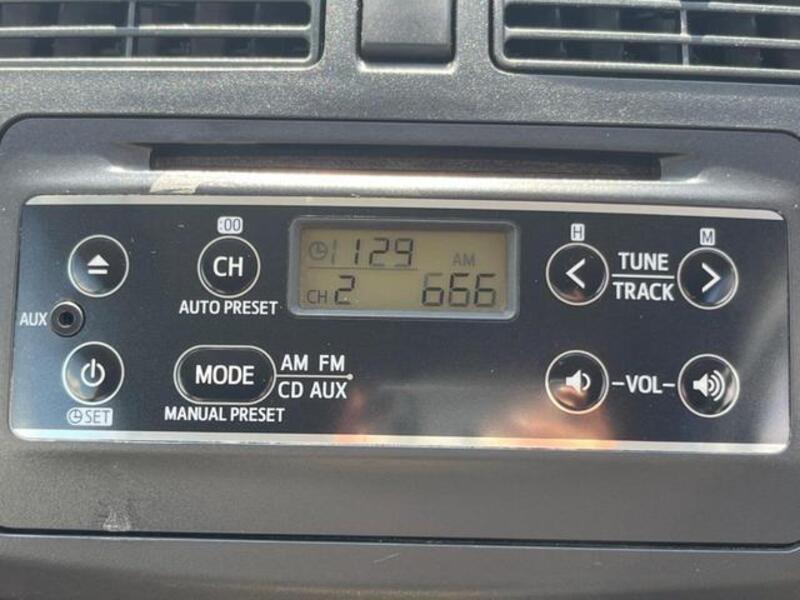 :00
H
M
1129
AM
CH 2
666
CH
TUNE
TRACK
AUTO PRESET
AUX
MODE
AM FM
CD AUX
-VOL-
SET
MANUAL PRESET